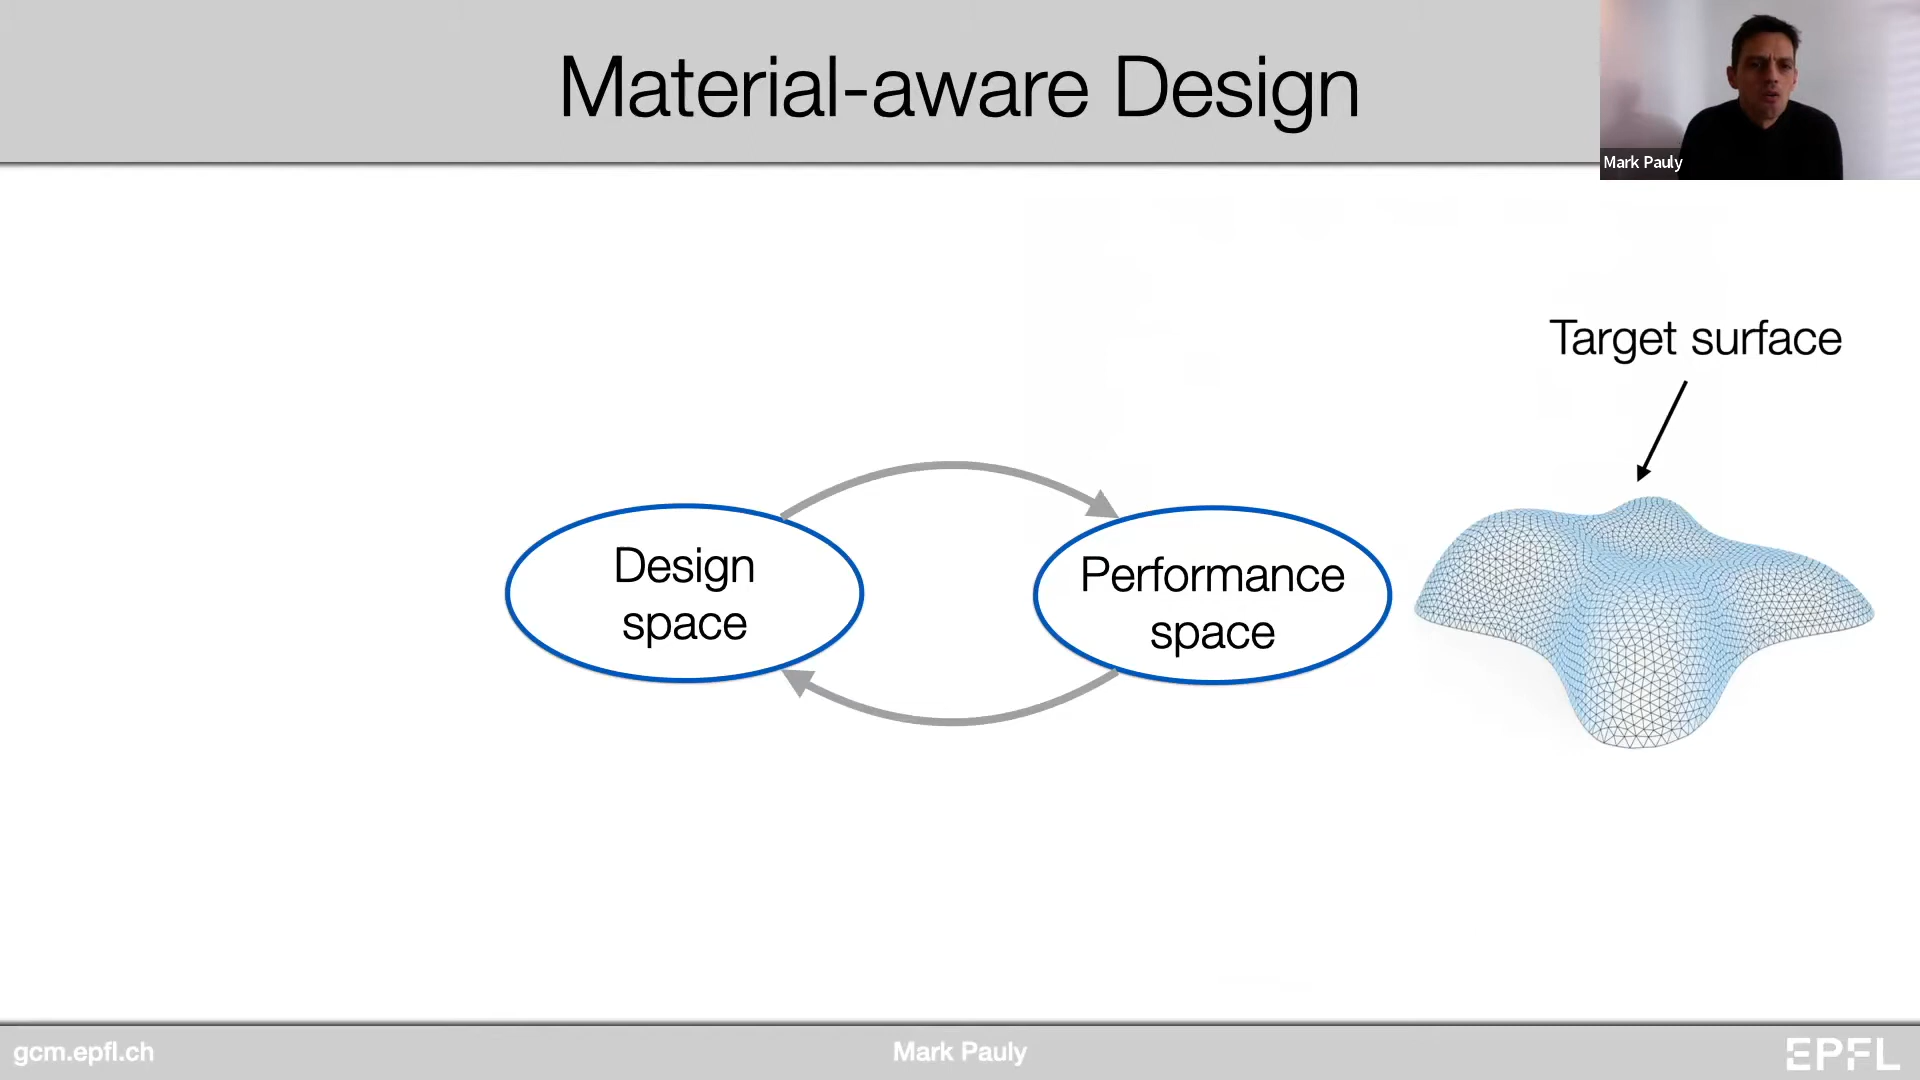 Material-aware Design
Mark Pauly
Target surface
Design
space
Performance
space
gcm.epfl.ch
Mark Pauly
EPFL